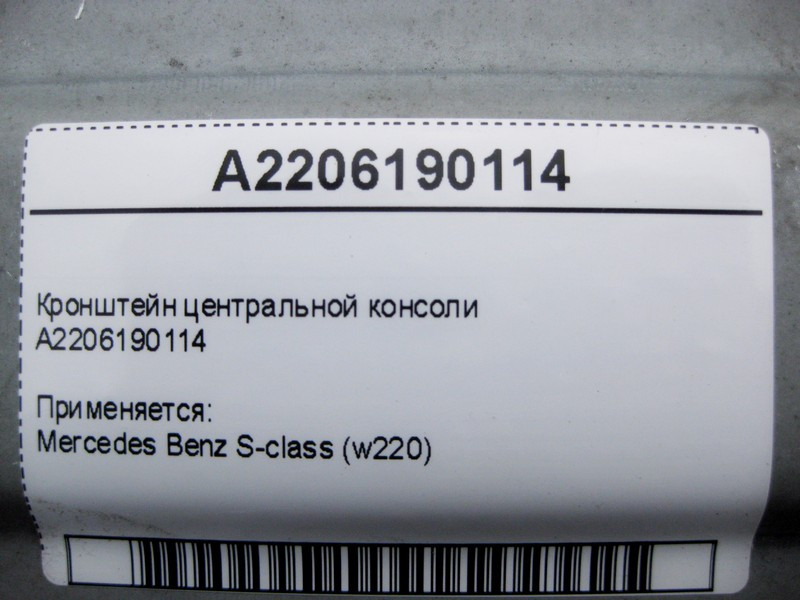 A2206190114
Кронштейн центральной консоли
A2206190114
Применяется:
Mercedes Benz S-class (w220)